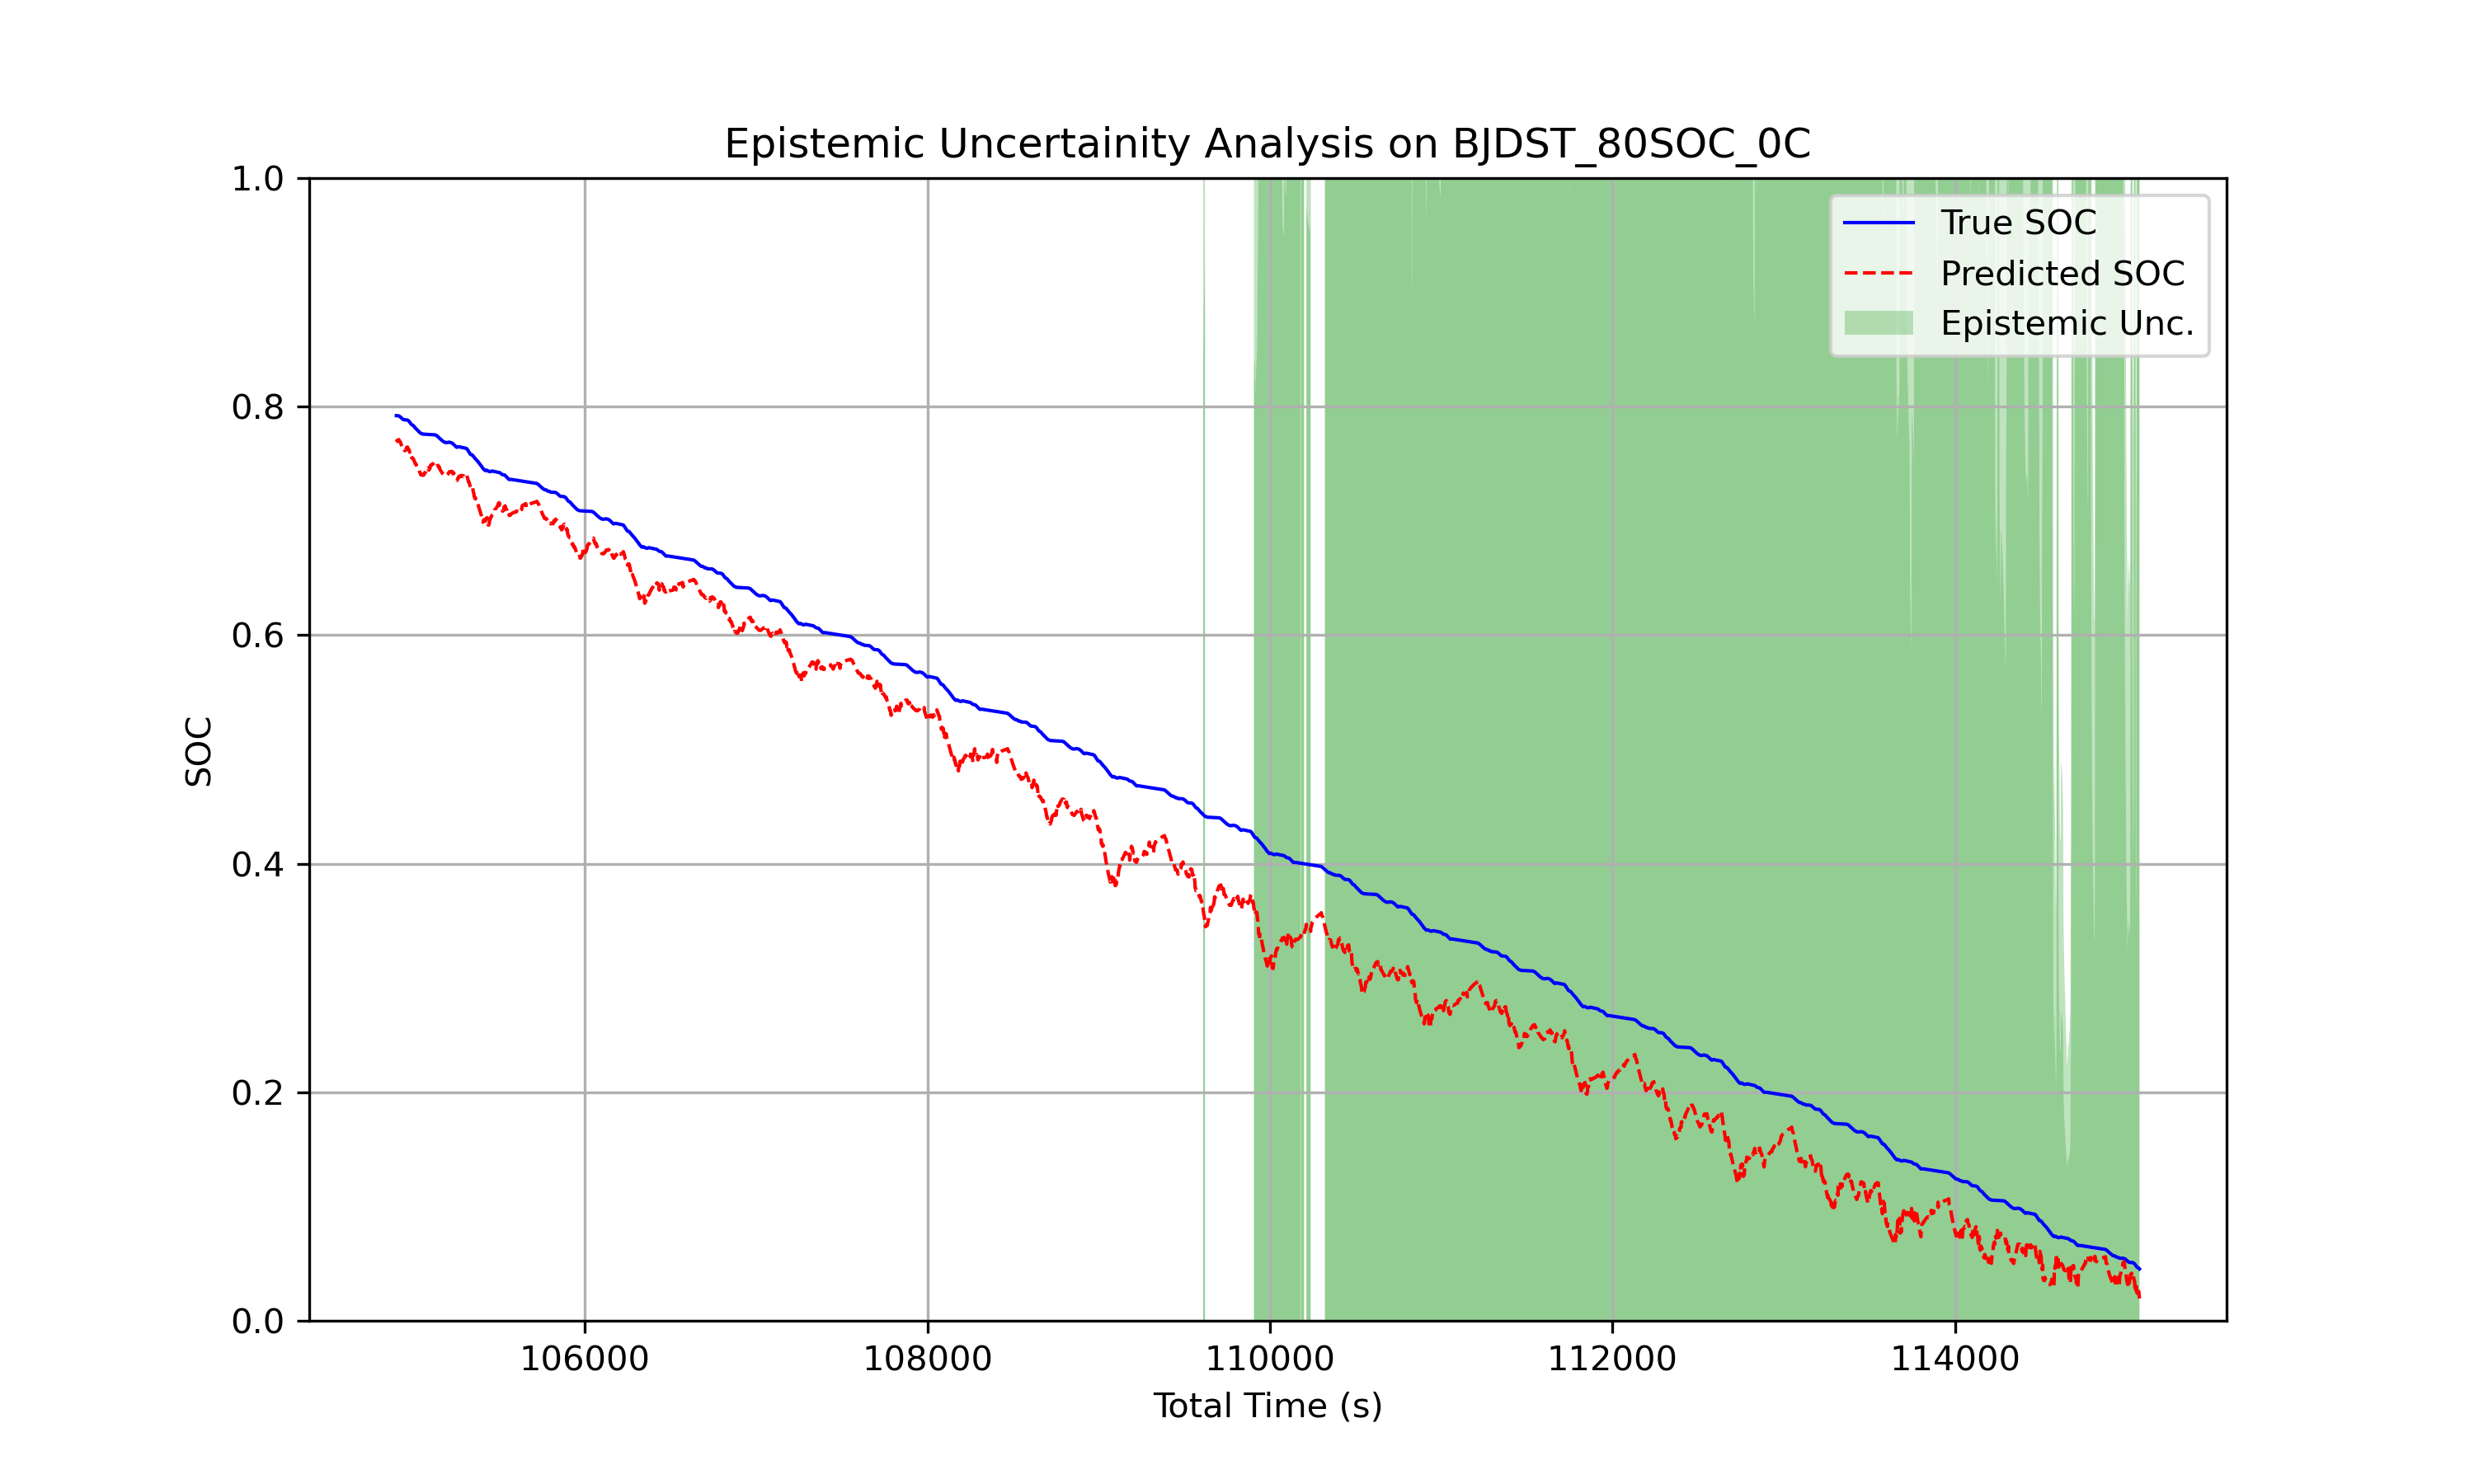 Epistemic Uncertainity Analysis on BJDST_80SOC_0C
1.0
0.8
0.6
0.4
0.2
0.0
SOC
True SOC
Predicted SOC
Epistemic Unc.
106000 108000 110000 112000 114000
Total Time (s)